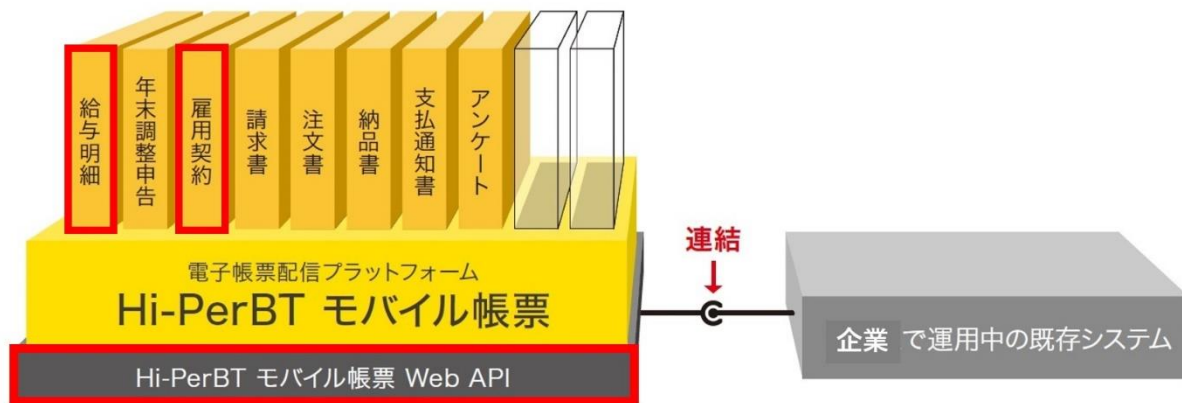 給与明細
年末調整申告
雇用契約
請求書
注文書
納品書
支払通知書
アンケート
電子帳票配信プラットフォーム
Hi-PerBT モバイル帳票
Hi-PerBT モバイル帳票 Web API
連結
企業 で運用中の既存システム